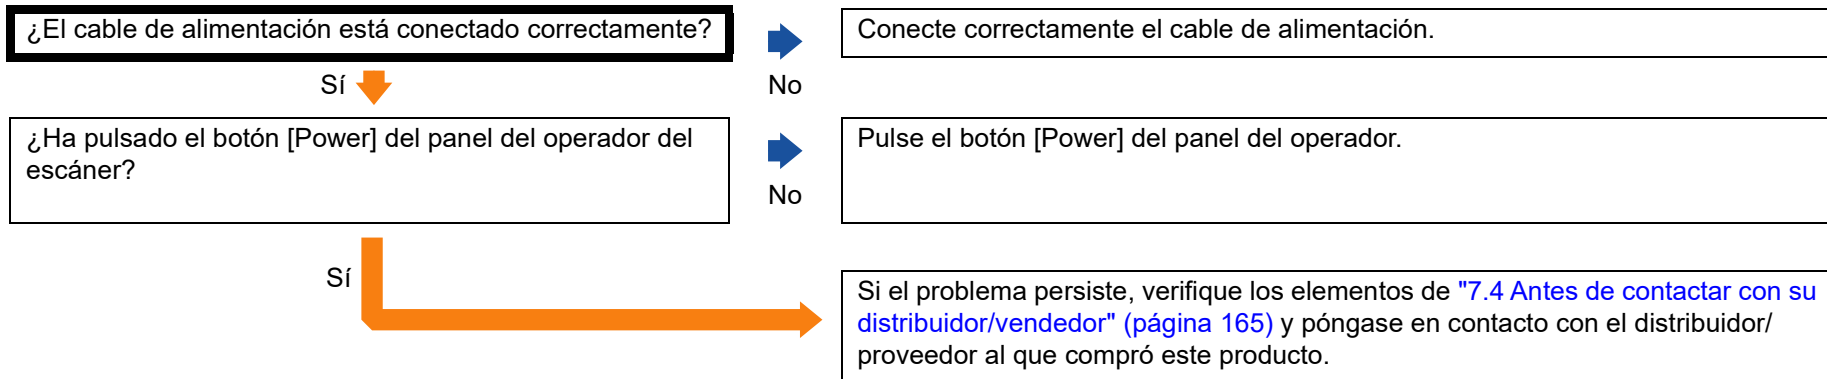 ¿El cable de alimentación está conectado correctamente?
Conecte correctamente el cable de alimentación.
Sí
No
¿Ha pulsado el botón [Power] del panel del operador del
escáner?
Pulse el botón [Power] del panel del operador.
No
Sí
Si el problema persiste, verifique los elementos de "7.4 Antes de contactar con su
distribuidor/vendedor" (página 165) y póngase en contacto con el distribuidor/
proveedor al que compró este producto.